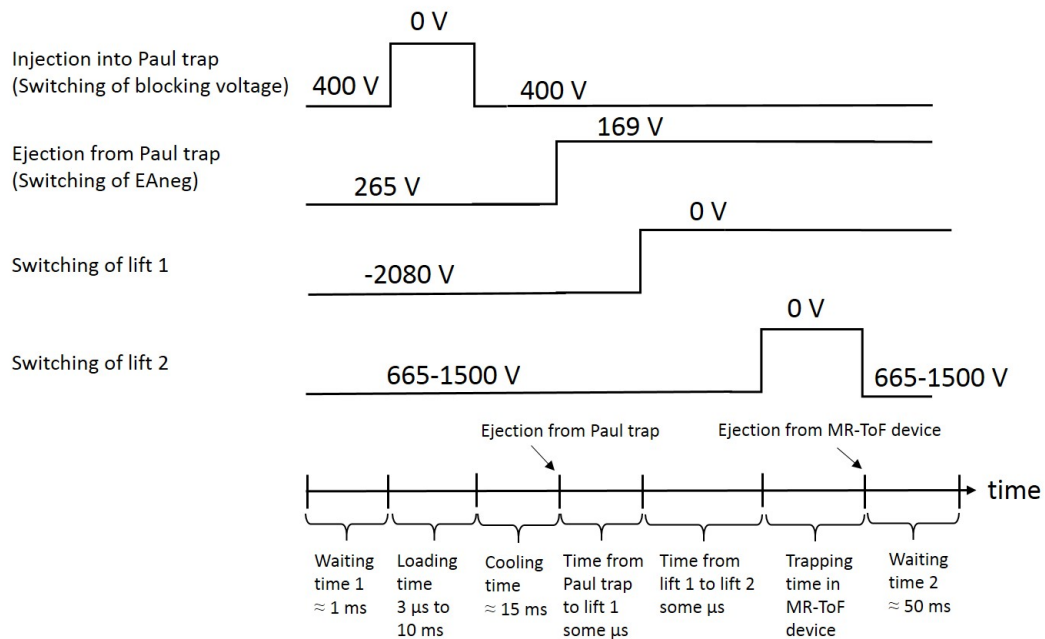 0 V
Injection into Paul trap
(Switching of blocking voltage)
400 V
400 V
169 V
Ejection from Paul trap
(Switching of EAneg)
265 V
0 V
Switching of lift 1
-2080 V
0 V
Switching of lift 2
665-1500 V
665-1500 V
Ejection from Paul trap
Ejection from MR-ToF device
time
Waiting
time 1
≈ 1 ms
Loading
time
3 µs to
10 ms
Cooling
time
≈ 15 ms
Time from
Paul trap
to lift 1
some µs
Time from
lift 1 to lift 2
some µs
Trapping
time in
MR-ToF
device
Waiting
time 2
≈ 50 ms